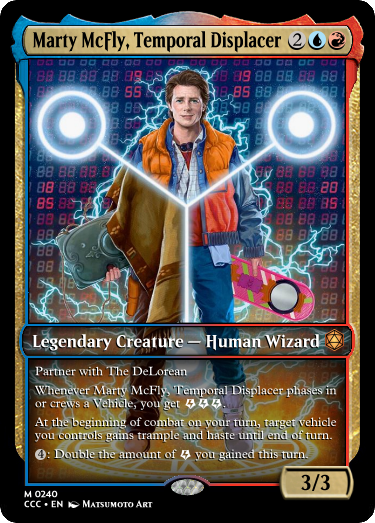 Marty McFly, Temporal Displacer 2
Legendary Creature — Human Wizard
Partner with The DeLorean
Whenever Marty McFly, Temporal Displacer phases in
or crews a Vehicle, you get
At the beginning of combat on your turn, target vehicle
you controls gains trample and haste until end of turn.
4: Double the amount of you gained this turn.
3/3
M 0240
CCC • EN Matsumoto Art